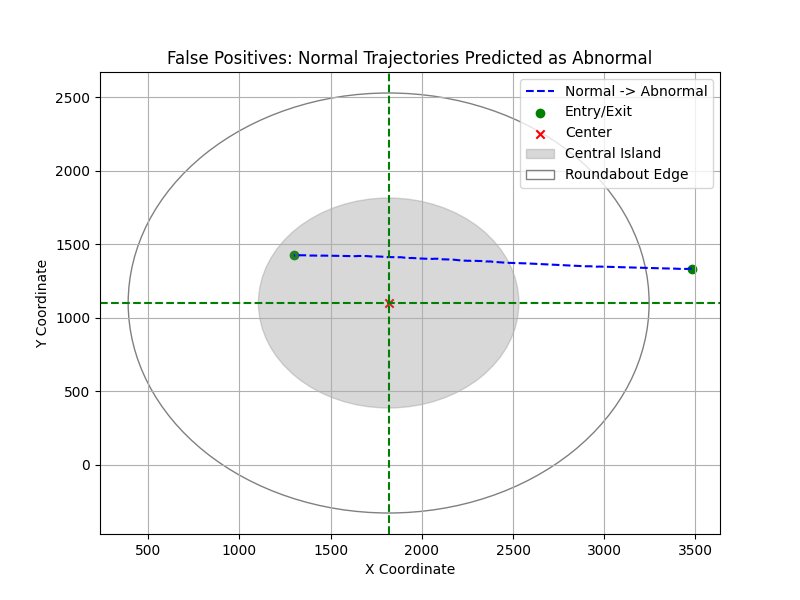 False Positives: Normal Trajectories Predicted as Abnormal
Normal -> Abnormal
Entry/Exit
Center
Central Island
Roundabout Edge
Y Coordinate
2500
2000
1500
1000
500
0
500
1000
1500
2000
2500
3000
3500
X Coordinate